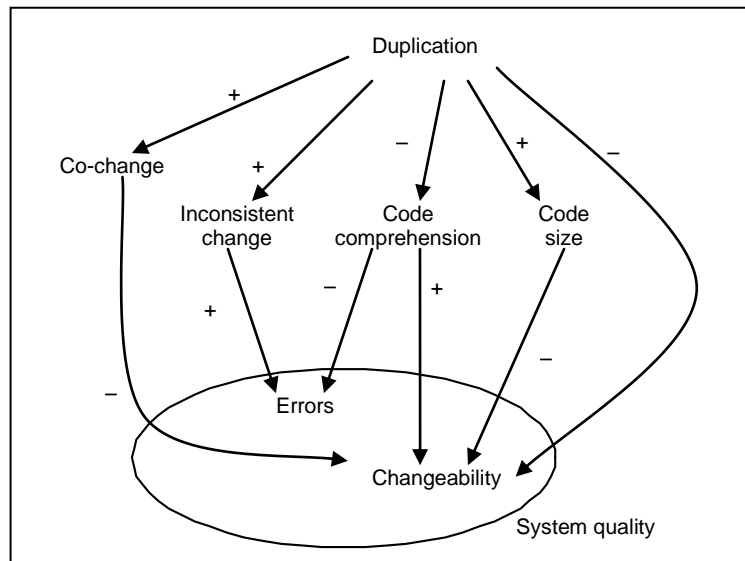 Duplication
+
Co-change
+
–
+
–
Inconsistent
change
Code
comprehension
Code
size
+
–
+
–
–
Errors
Changeability
System quality